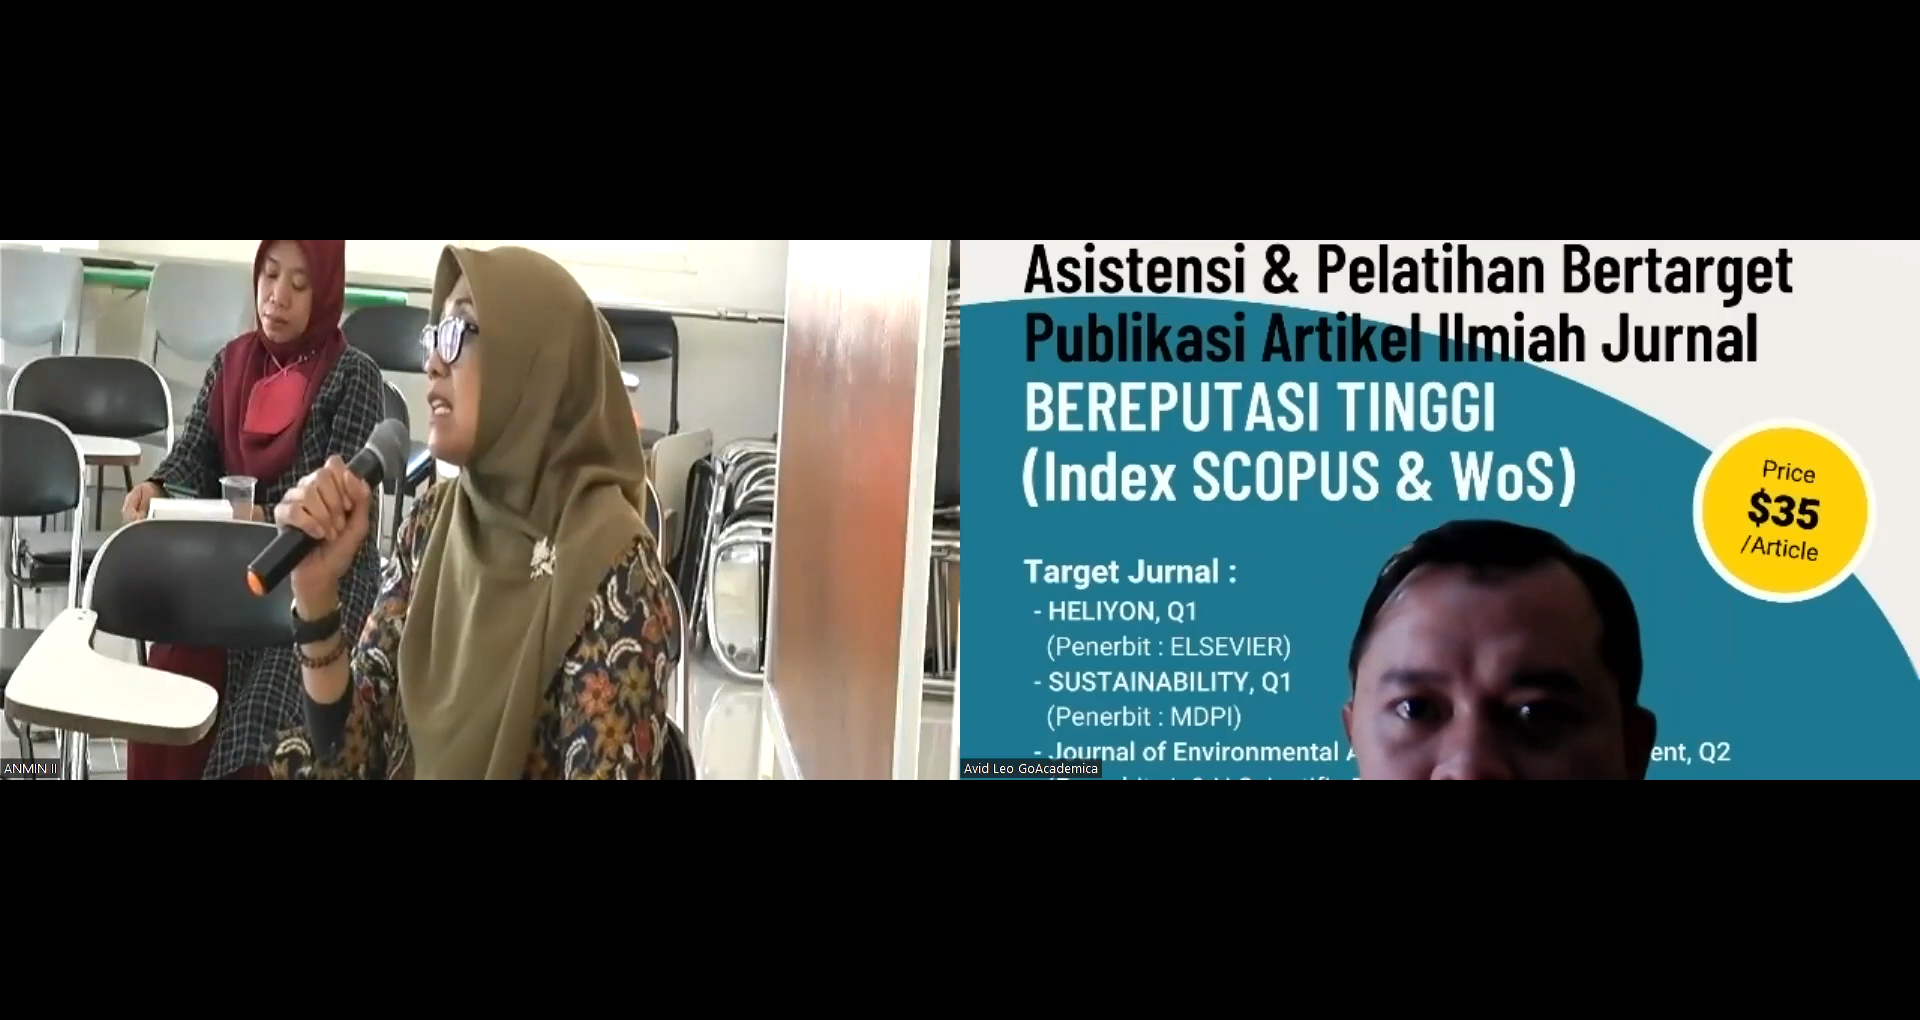 Asistensi & Pelatihan Bertarget
Publikasi Artikel Ilmiah Jurnal
BEREPUTASI TINGGI
(Index SCOPUS & WoS)
Price
$35
/Article
Target Jurnal :
- HELIYON, Q1
(Penerbit : ELSEVIER)
- SUSTAINABILITY, Q1
(Penerbit : MDPI)
- Journal of Environmental
Q2
ANMIN II
Avid Leo GoAcademica